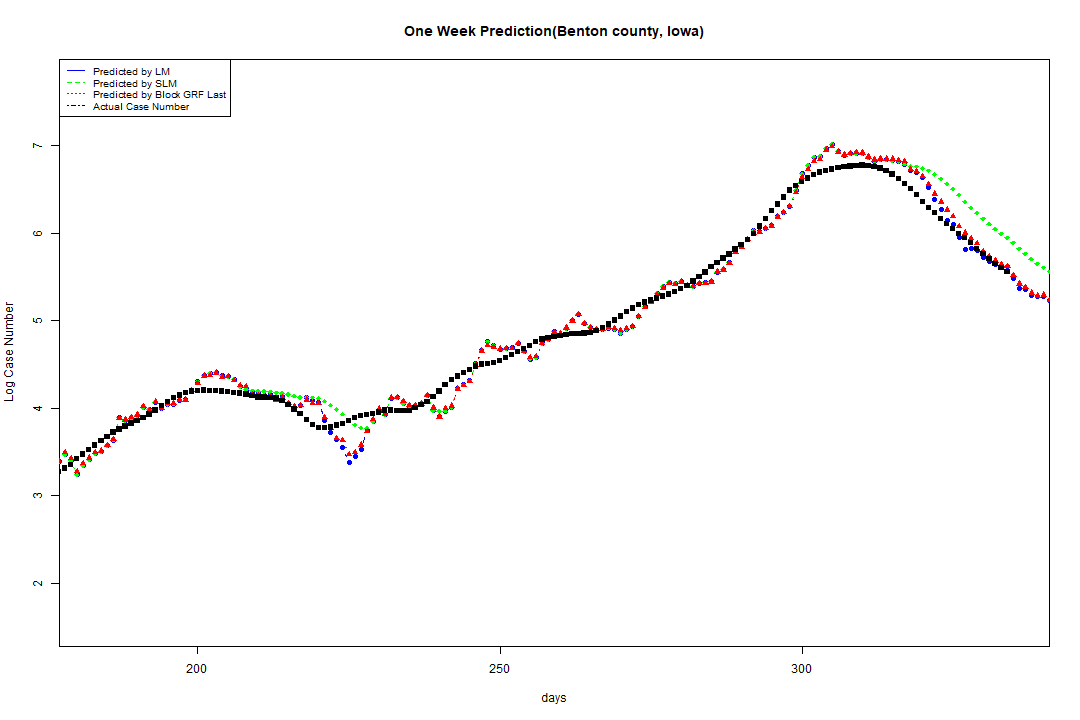 One Week Prediction(Benton county, Iowa)
Predicted by LM
Predicted by SLM
Predicted by Block GRF Last
Actual Case Number
7
6
5
4
3
2
Log Case Number
200 250 300
days